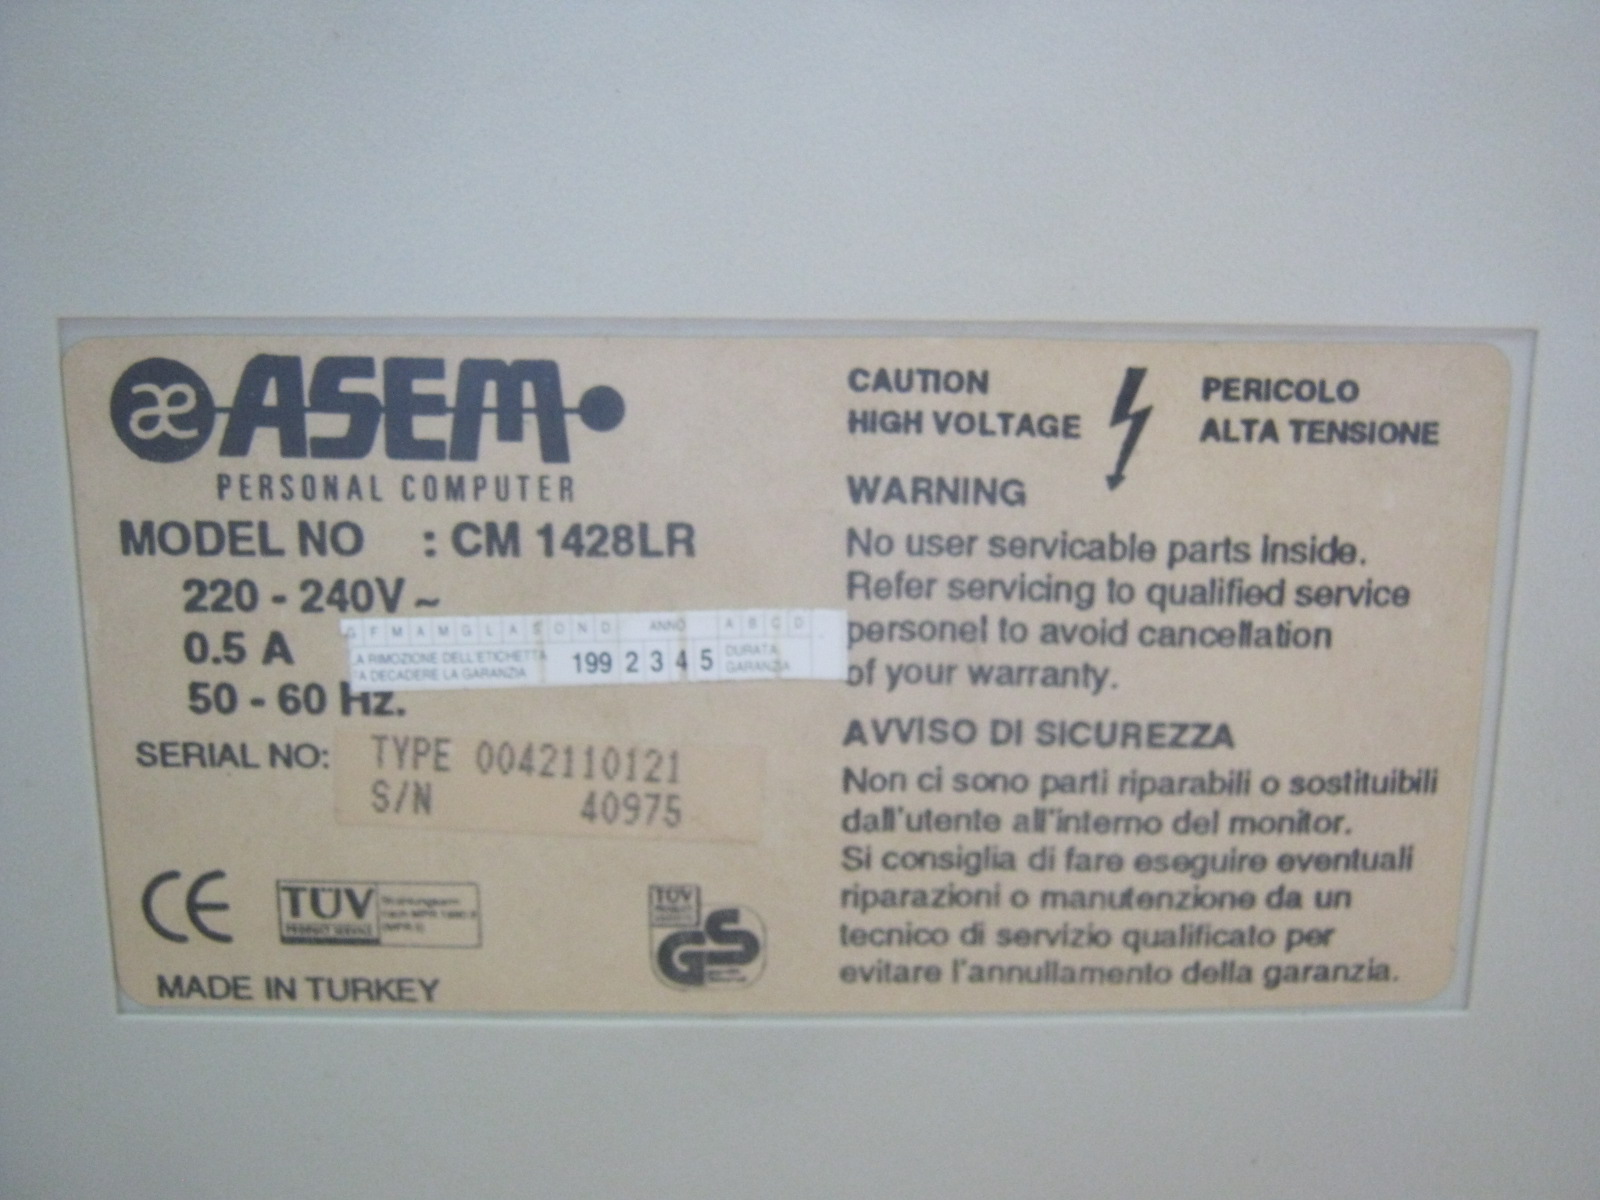 æ ASEM
PERSONAL COMPUTER
MODEL NO : CM 1428LR
220 - 240V ~
0.5 A
50 - 60 Hz.
G F M A M G L A S O N D ANNO A B C D
LA RIMOZIONE DELL'ETICHETTA
FA DECADERE LA GARANZIA
199 2 3 4 5
DURATA
GARANZIA
SERIAL NO:
TYPE 0042110121
S/N 40975
CE
TÜV
PRODUCT SERVICE
TÜV
GS
MADE IN TURKEY
CAUTION
HIGH VOLTAGE
PERICOLO
ALTA TENSIONE
WARNING
No user servicable parts inside.
Refer servicing to qualified service
personel to avoid cancellation
of your warranty.
AVVISO DI SICUREZZA
Non ci sono parti riparabili o sostituibili
dall'utente all'interno del monitor.
Si consiglia di fare eseguire eventuali
riparazioni o manutenzione da un
tecnico di servizio qualificato per
evitare l'annullamento della garanzia.